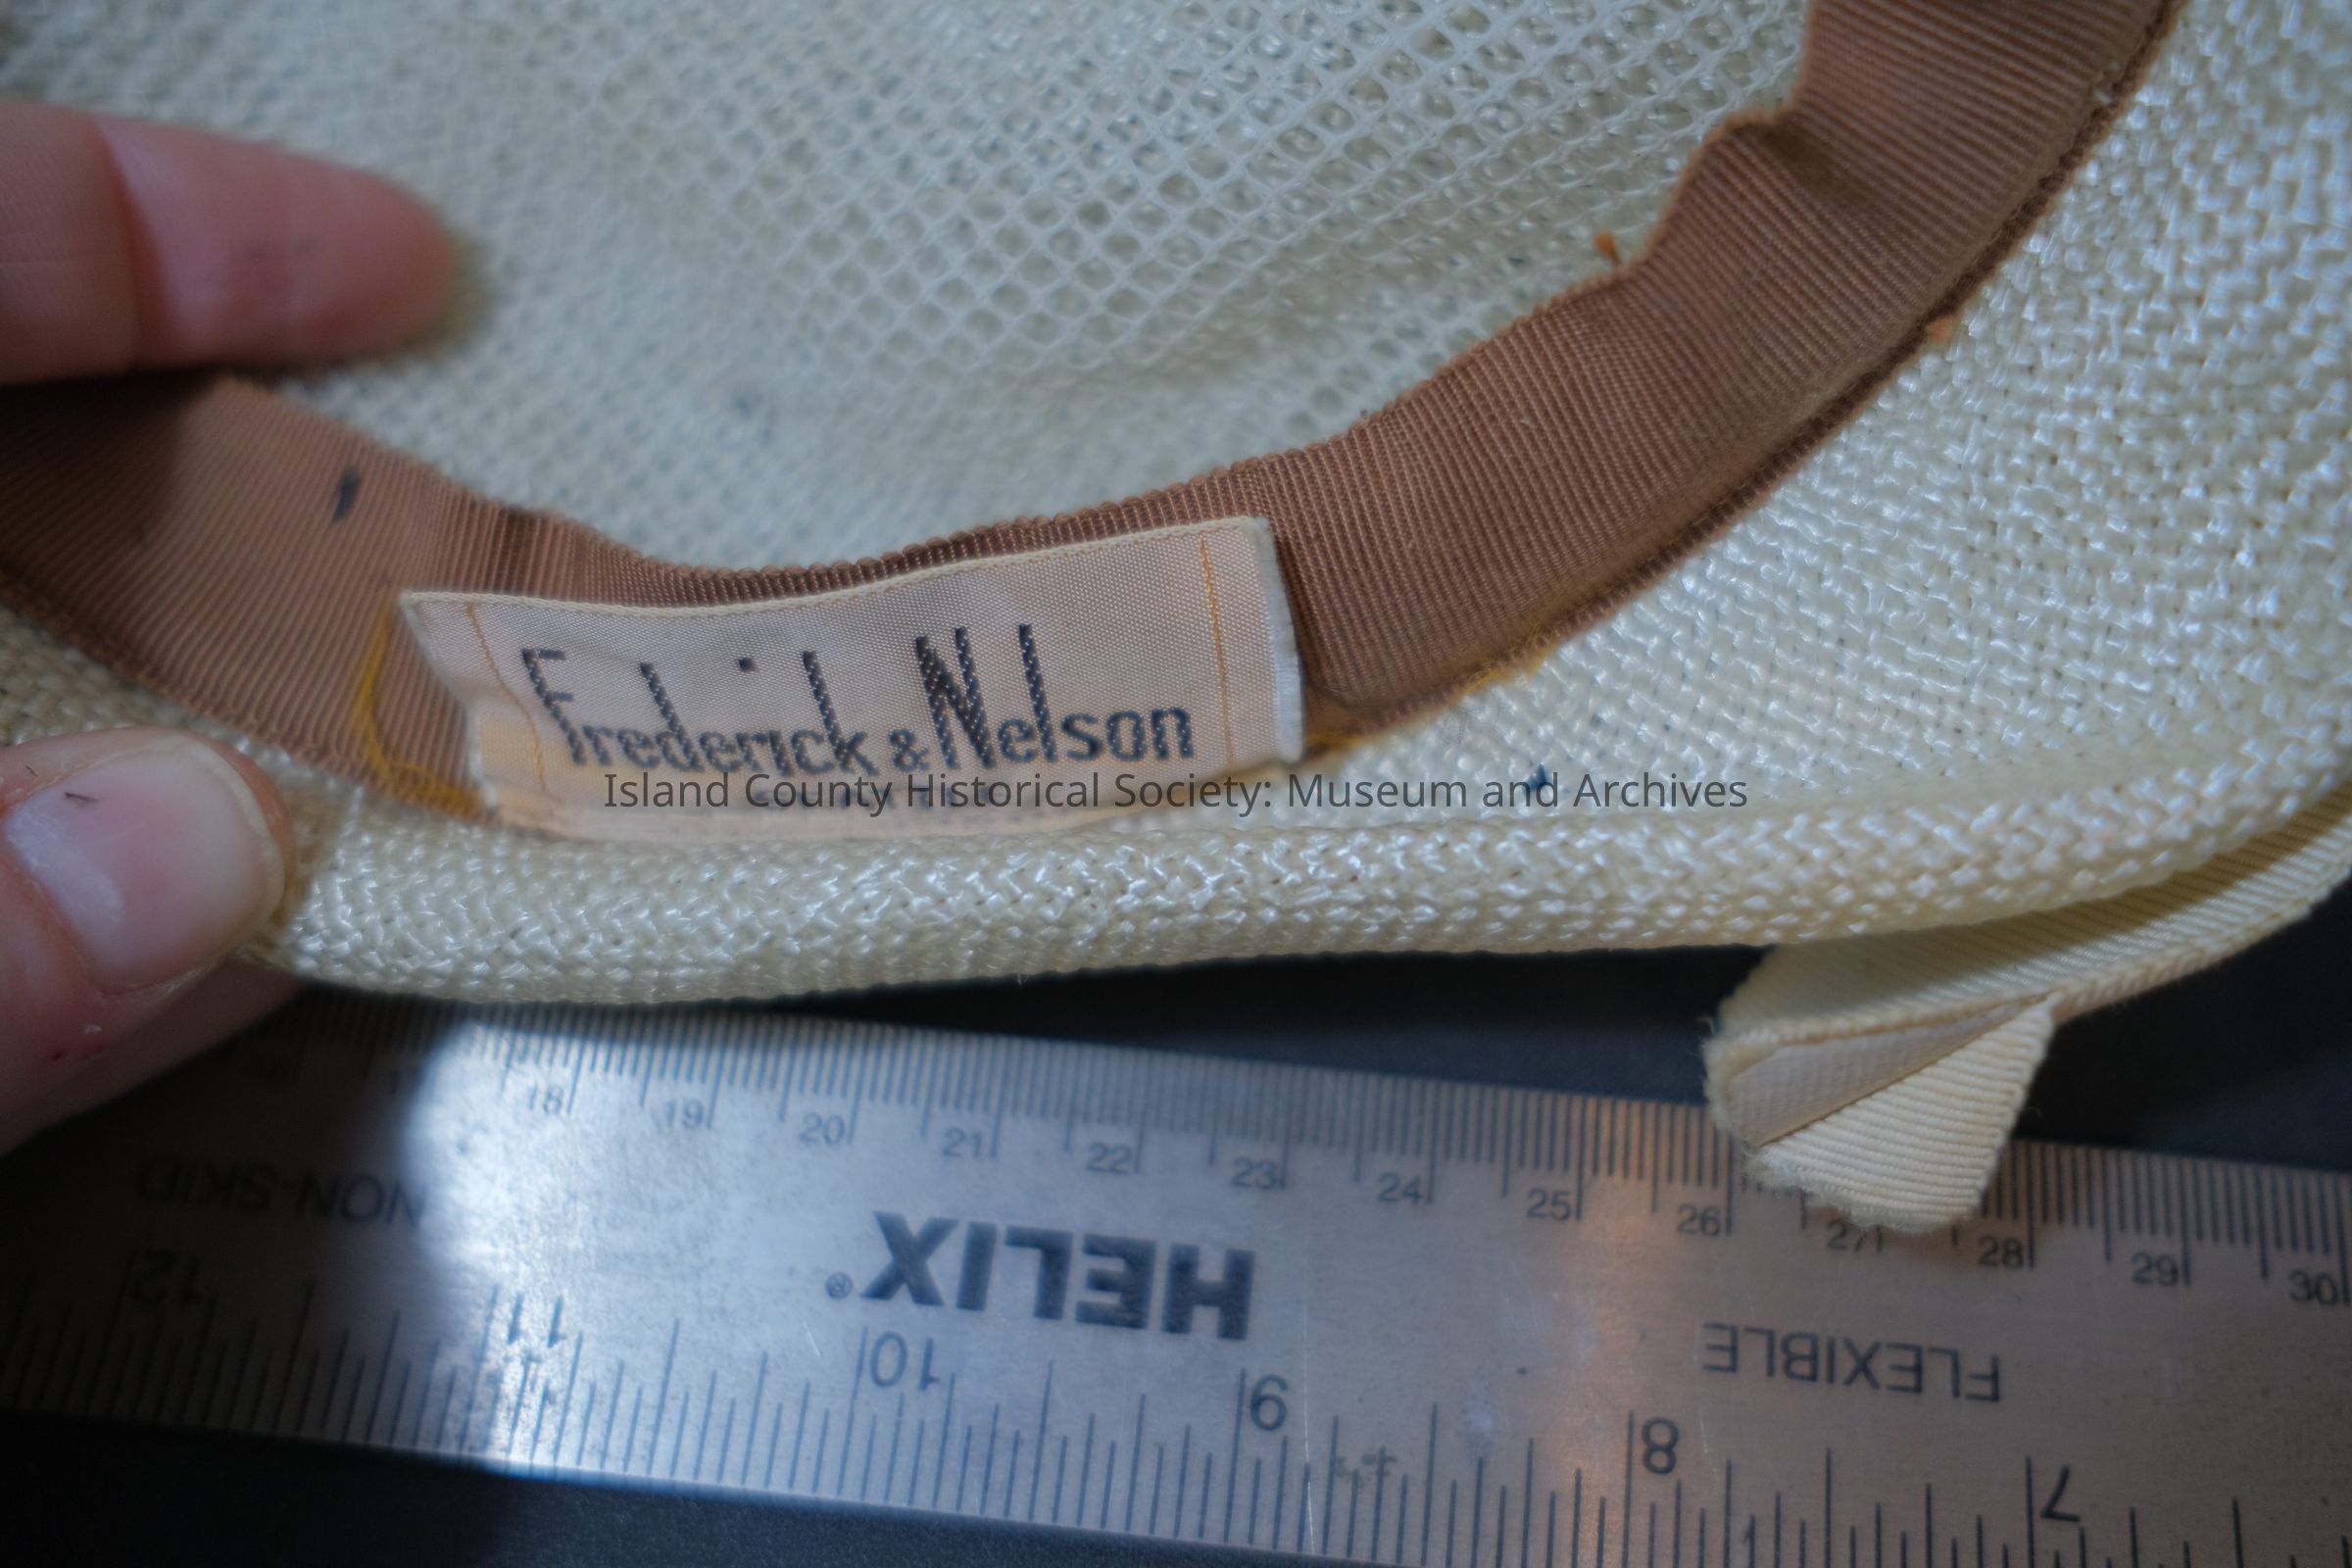 Frederick & Nelson
Island County Historical Society: Museum and Archives
18 19 20 21 22 23 24 25 26 27 28 29 30
NON-SKID
HELIX®
FLEXIBLE
12 11 10 9 8 7